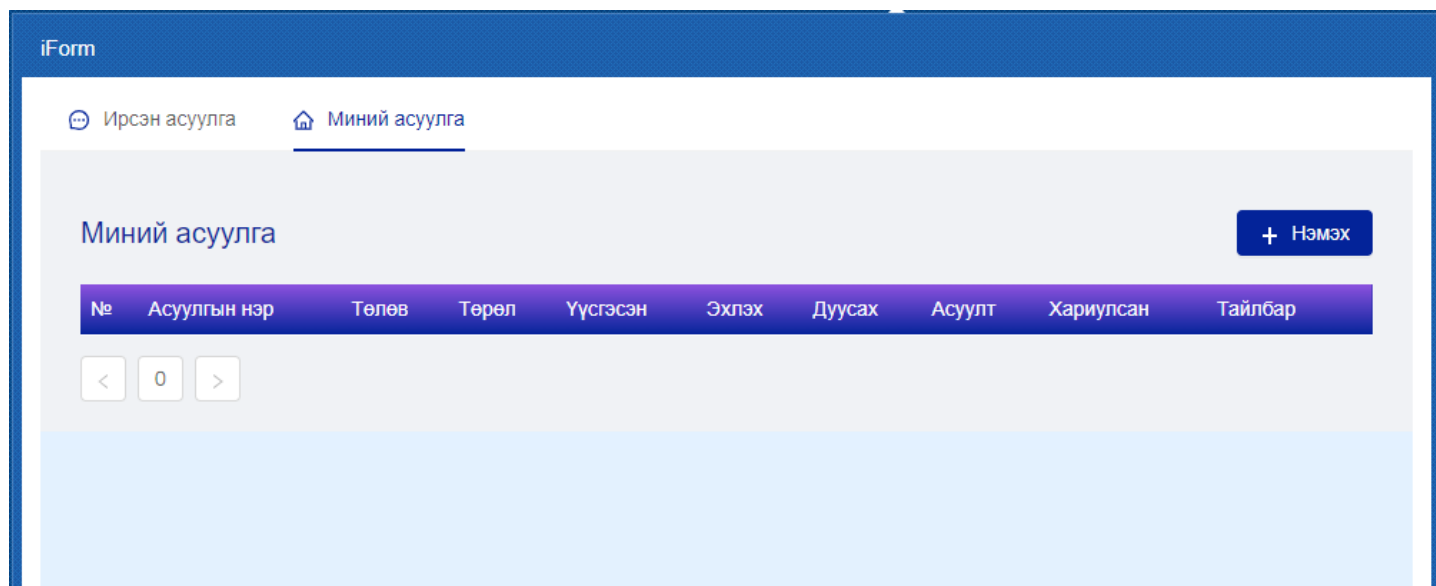 iForm
Ирсэн асуулга Миний асуулга
Миний асуулга + Нэмэх
№ Асуулгын нэр Төлөв Төрөл Үүсгэсэн Эхлэх Дуусах Асуулт Хариулсан Тайлбар
< 0 >